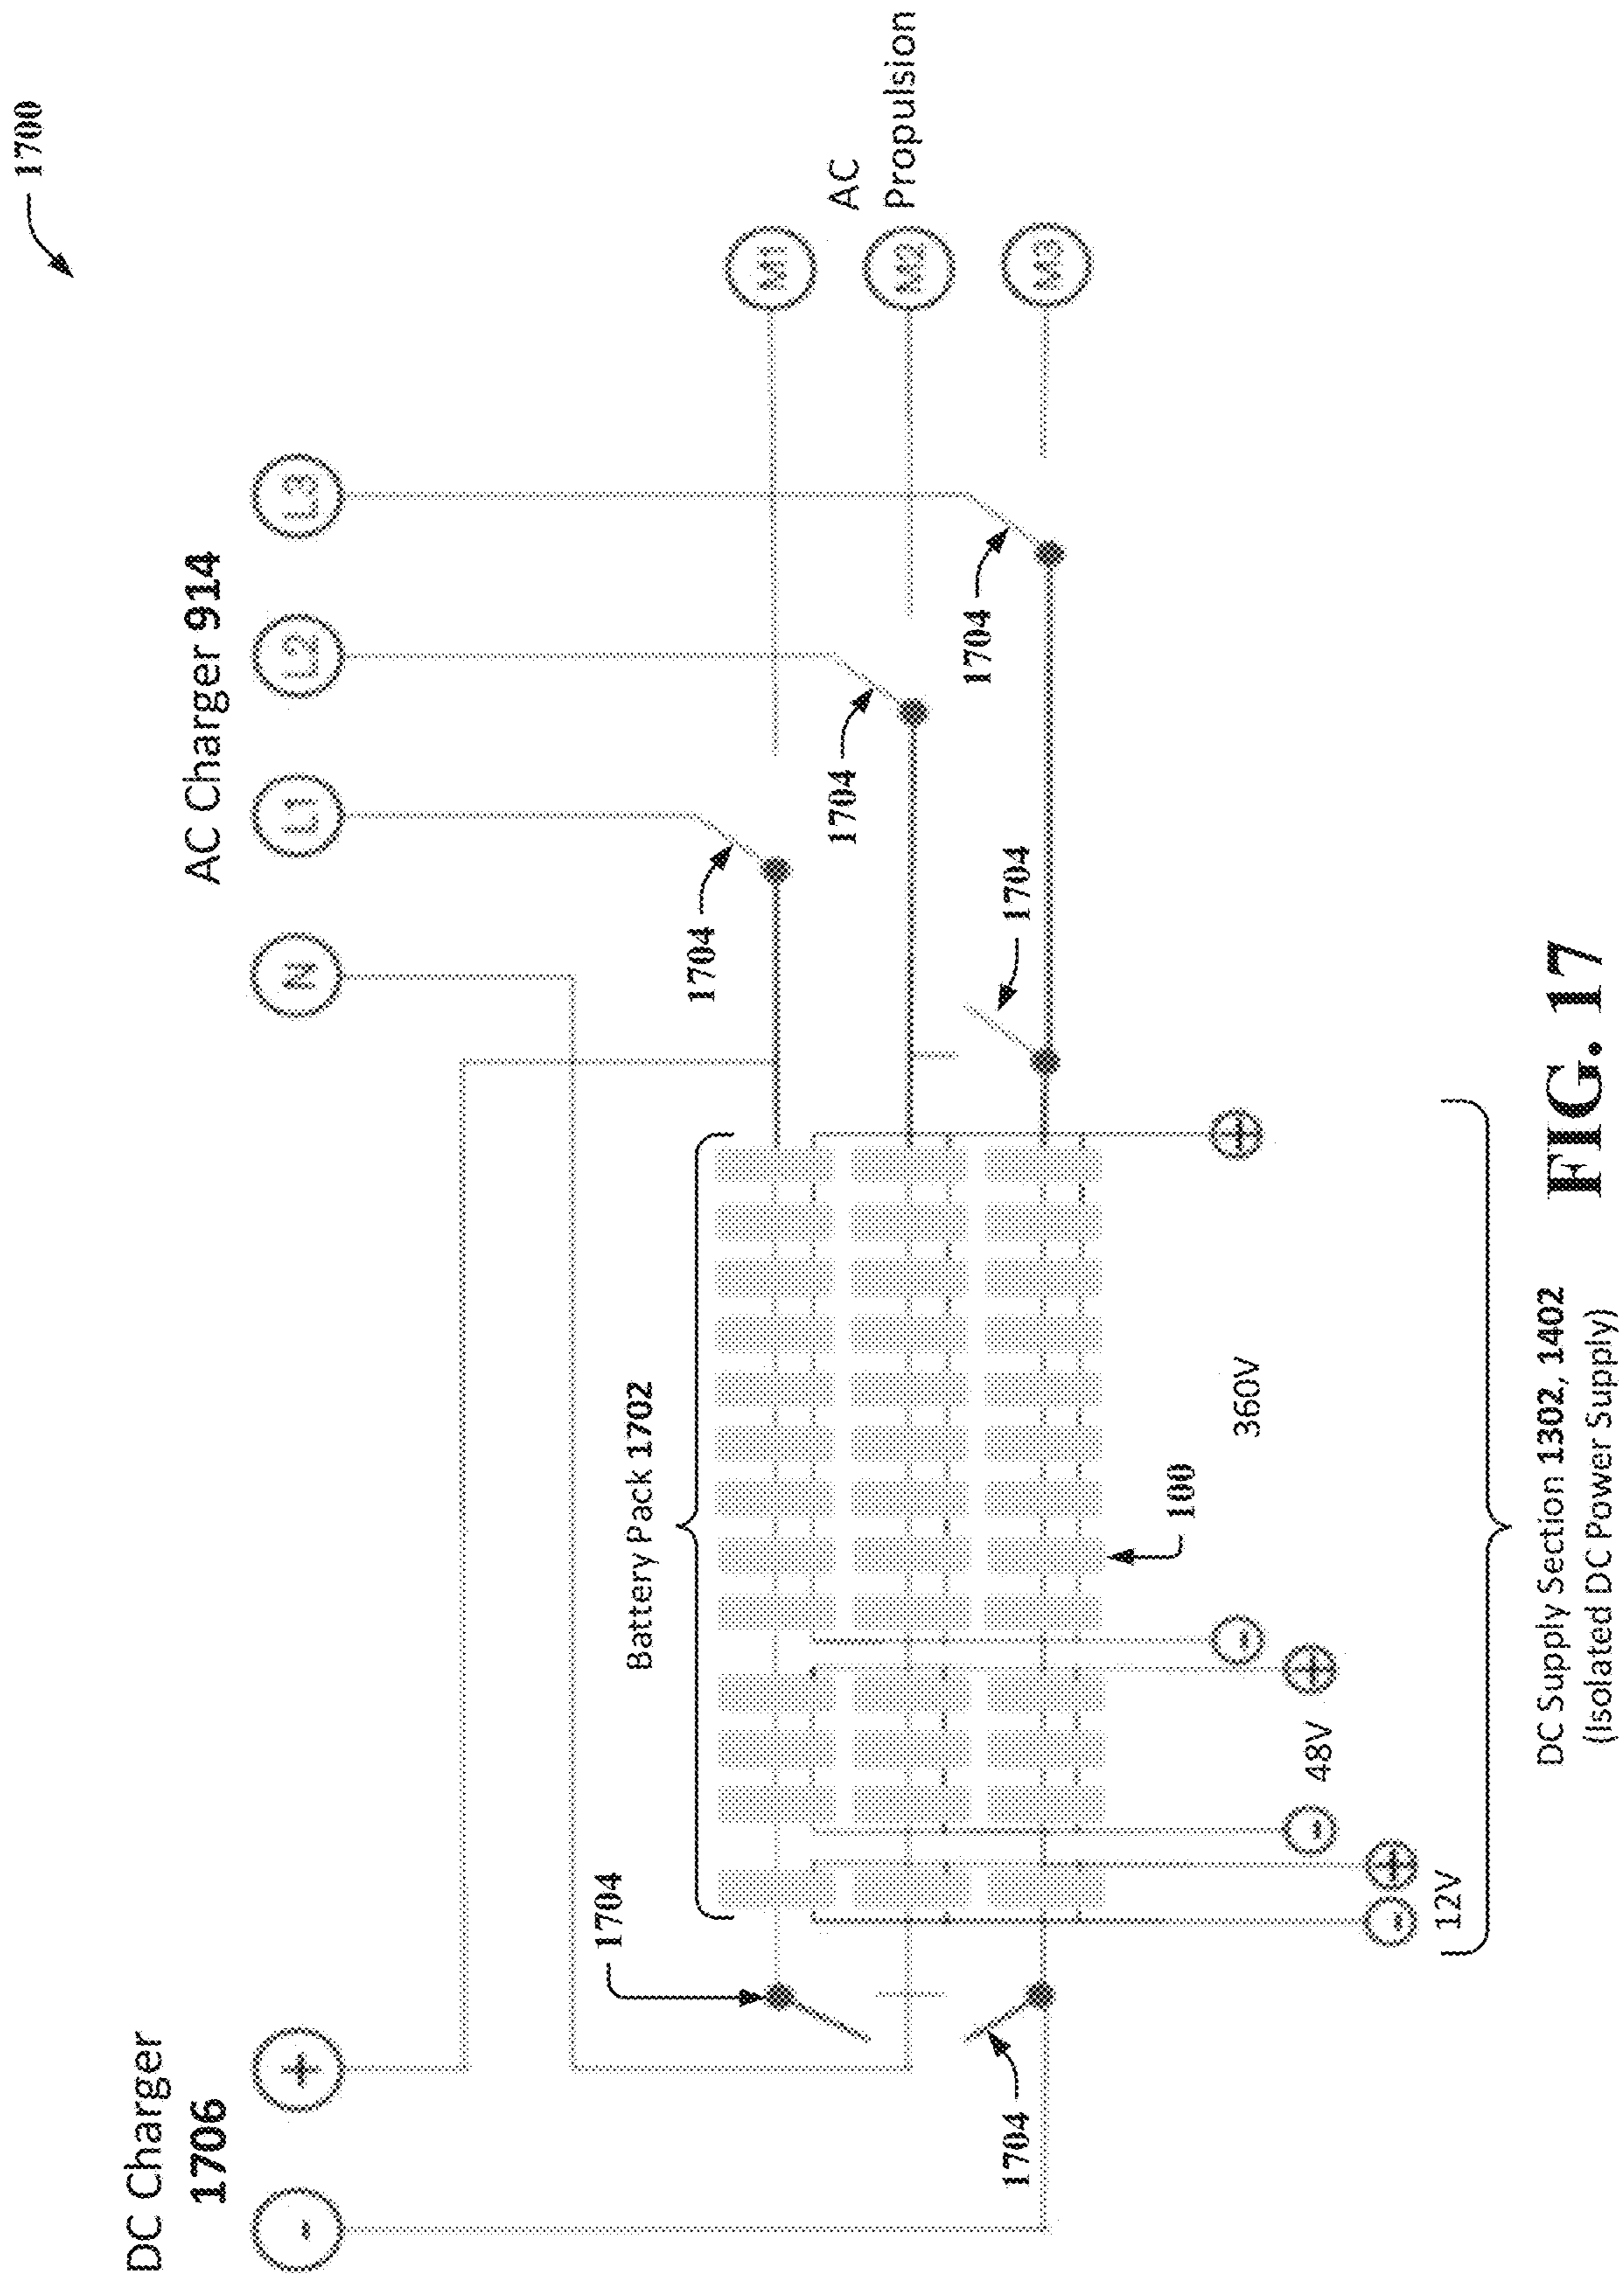 1700
DC Charger
1706
-
+
AC Charger 914
N
L1
L2
L3
AC
Propulsion
M1
M2
M3
Battery Pack 1702
1704
1704
1704
1704
1704
1704
100
-
+
360V
-
+
48V
-
+
12V
DC Supply Section 1302, 1402
(Isolated DC Power Supply)
FIG. 17